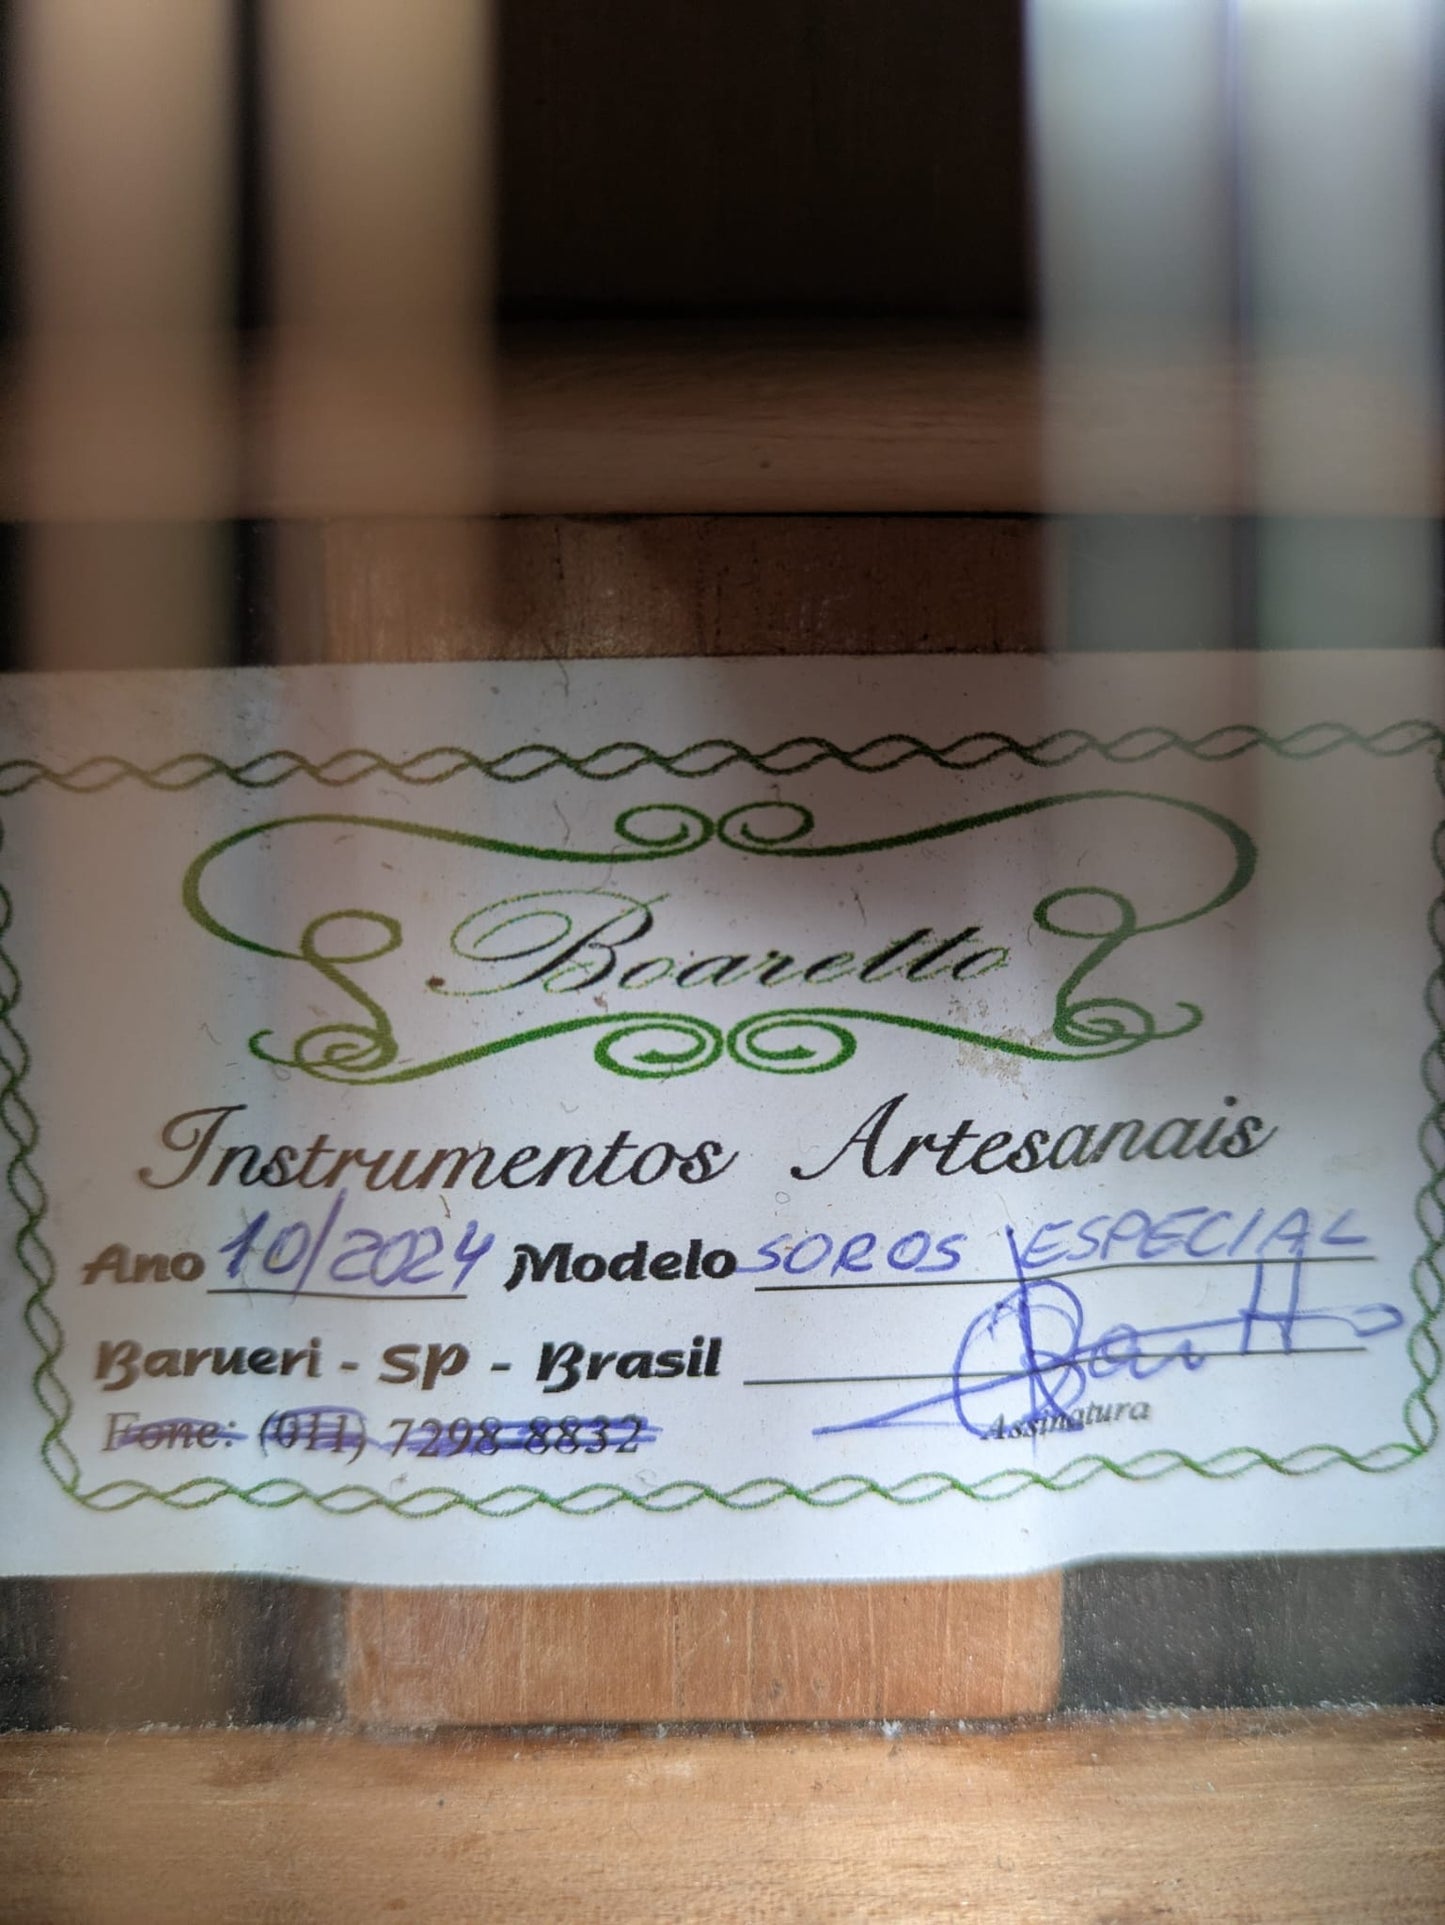 Boaretto
Instrumentos Artesanais
Ano 10/2024 Modelo SOROS ESPECIAL
Barueri - SP - Brasil
Fone: (011) 7298-8832
Assinatura